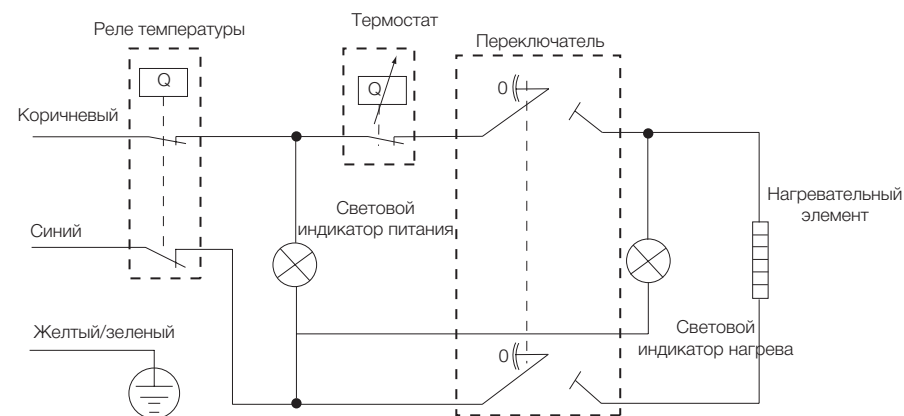 Реле температуры
Термостат
Переключатель
Q
Q
0
Коричневый
Синий
Световой
индикатор питания
Нагревательный
элемент
Желтый/зеленый
Световой
индикатор нагрева
0